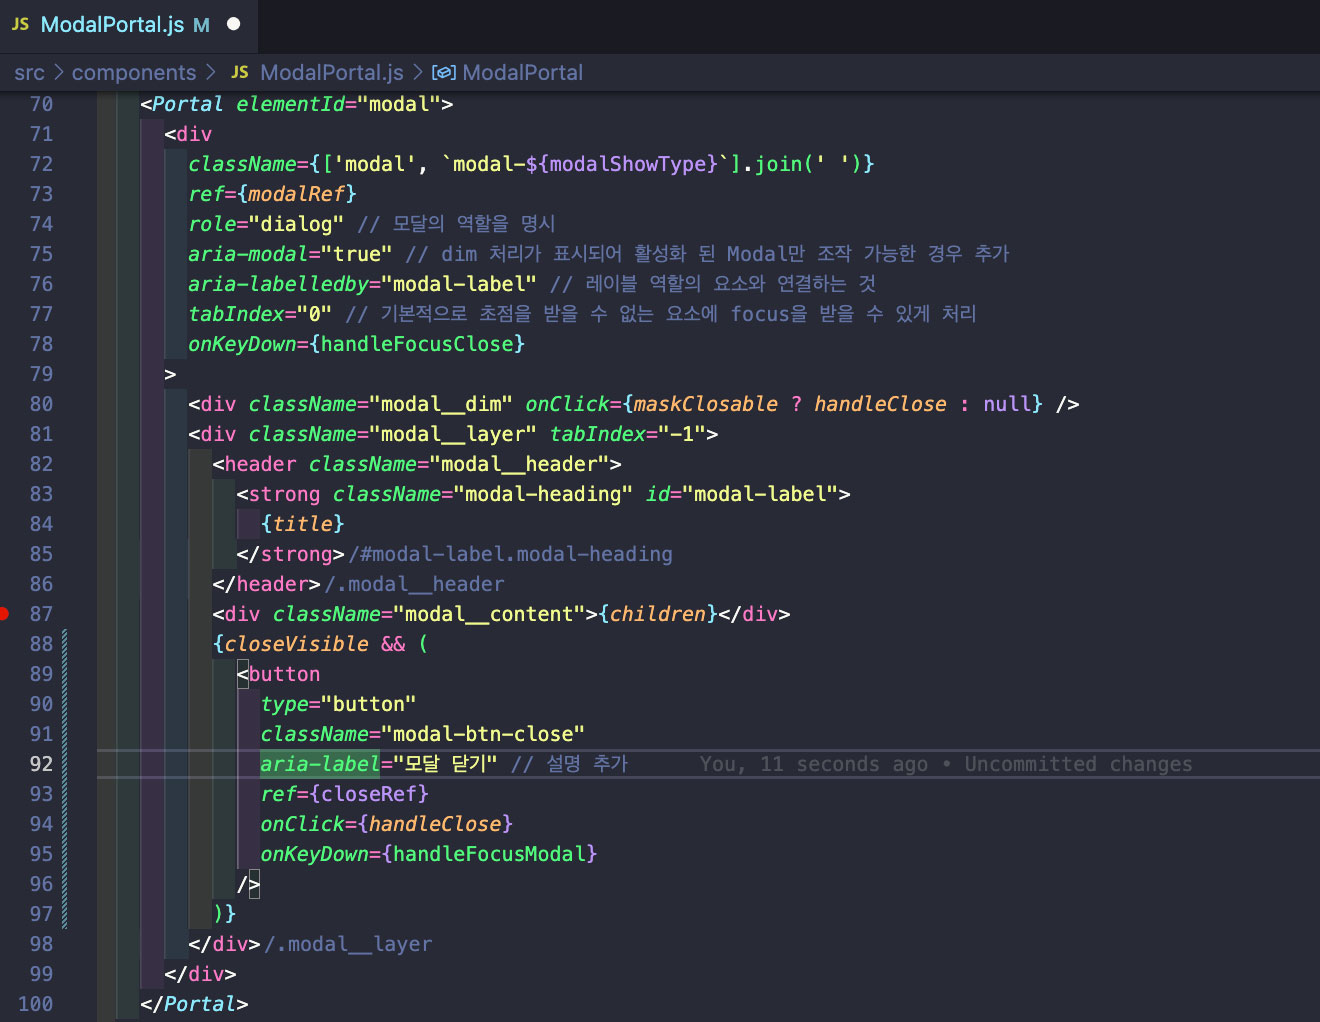 JS ModalPortal.js M
src > components > JS ModalPortal.js > ModalPortal
70 <Portal elementId="modal">
71 <div
72 className={['modal', `modal-${modalShowType}`].join(' ')}
73 ref={modalRef}
74 role="dialog" // 모달의 역할을 명시
75 aria-modal="true" // dim 처리가 표시되어 활성화 된 Modal만 조작 가능한 경우 추가
76 aria-labelledby="modal-label" // 레이블 역할의 요소와 연결하는 것
77 tabIndex="0" // 기본적으로 초점을 받을 수 없는 요소에 focus을 받을 수 있게 처리
78 onKeyDown={handleFocusClose}
79 >
80 <div className="modal__dim" onClick={maskClosable ? handleClose : null} />
81 <div className="modal__layer" tabIndex="-1">
82 <header className="modal__header">
83 <strong className="modal-heading" id="modal-label">
84 {title}
85 </strong>/#modal-label.modal-heading
86 </header>/.modal__header
87 <div className="modal__content">{children}</div>
88 {closeVisible && (
89 <button
90 type="button"
91 className="modal-btn-close"
92 aria-label="모달 닫기" // 설명 추가 You, 11 seconds ago • Uncommitted changes
93 ref={closeRef}
94 onClick={handleClose}
95 onKeyDown={handleFocusModal}
96 />
97 )}
98 </div>/.modal__layer
99 </div>
100 </Portal>